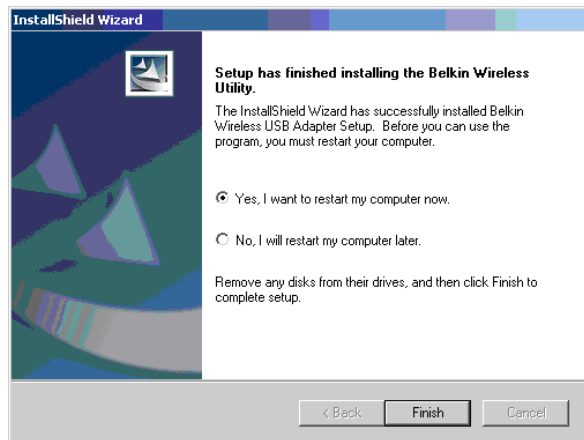 InstallShield Wizard
Setup has finished installing the Belkin Wireless
Utility.
The InstallShield Wizard has successfully installed Belkin
Wireless USB Adapter Setup.  Before you can use the
program, you must restart your computer.
Yes, I want to restart my computer now.
No, I will restart my computer later.
Remove any disks from their drives, and then click Finish to
complete setup.
< Back
Finish
Cancel